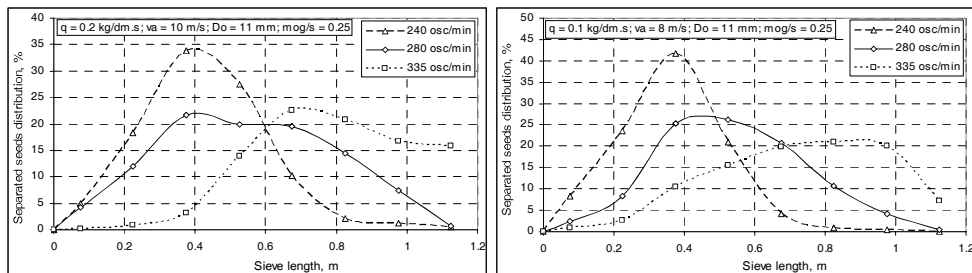 q = 0.2 kg/dm.s; va = 10 m/s; Do = 11 mm; mog/s = 0.25
240 osc/min
280 osc/min
335 osc/min
Separated seeds distribution, %
40
35
30
25
20
15
10
5
0
0
0.2
0.4
0.6
0.8
1
1.2
Sieve length, m
q = 0.1 kg/dm.s; va = 8 m/s; Do = 11 mm; mog/s = 0.25
240 osc/min
280 osc/min
335 osc/min
Separated seeds distribution, %
50
45
40
35
30
25
20
15
10
5
0
0
0.2
0.4
0.6
0.8
1
1.2
Sieve length, m